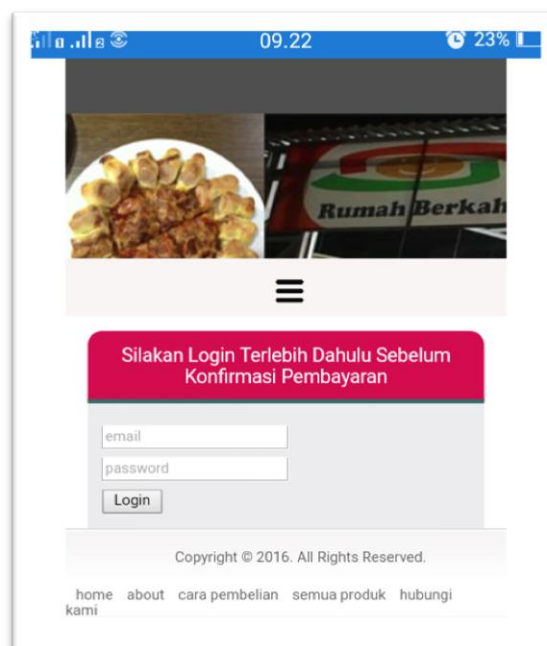 09.22
23%
Rumah Berkah
Silakan Login Terlebih Dahulu Sebelum
Konfirmasi Pembayaran
email
password
Login
Copyright © 2016. All Rights Reserved.
home about cara pembelian semua produk hubungi
kami